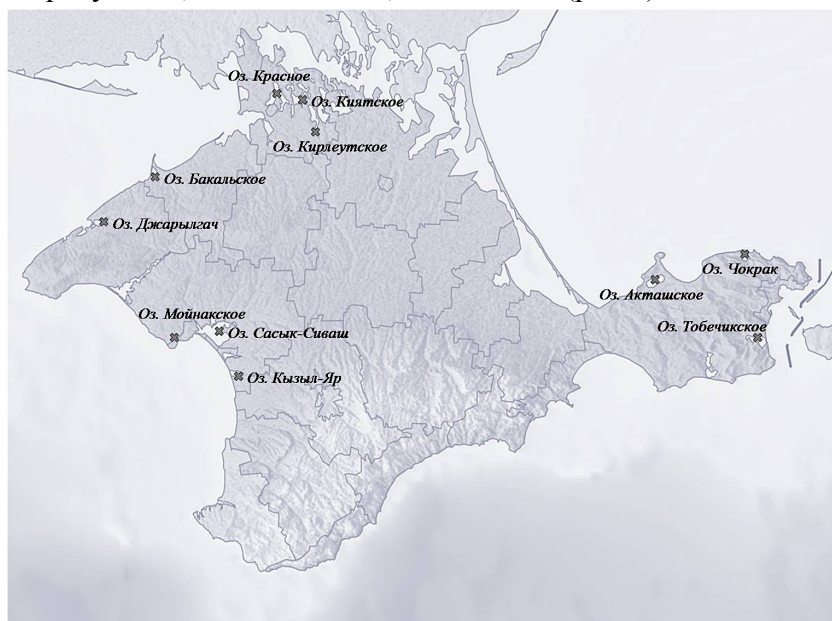 Оз. Красное
Оз. Киятское
Оз. Кирлеутское
Оз. Бакальское
Оз. Джарылгач
Оз. Чокрак
Оз. Акташское
Оз. Мойнакское
Оз. Тобечикское
Оз. Сасык-Сиваш
Оз. Кызыл-Яр